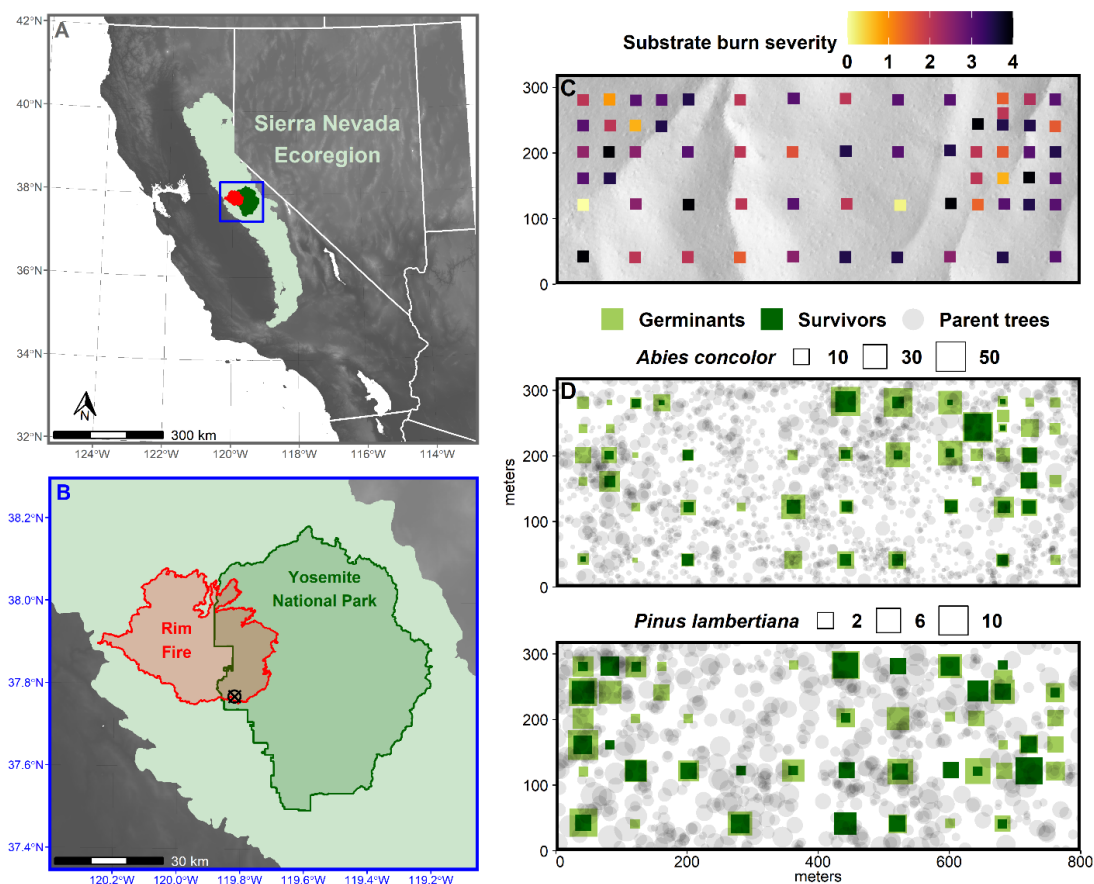 A
42°N
40°N
38°N
36°N
34°N
32°N
Sierra Nevada
Ecoregion
N
300 km
124°W 122°W 120°W 118°W 116°W 114°W
B
38.2°N
38.0°N
37.8°N
37.6°N
37.4°N
Yosemite
National Park
Rim
Fire
30 km
120.2°W 120.0°W 119.8°W 119.6°W 119.4°W 119.2°W
Substrate burn severity
0 1 2 3 4
C
300
200
100
0
Germinants Survivors Parent trees
Abies concolor 10 30 50
D
300
200
100
0
meters
Pinus lambertiana 2 6 10
300
200
100
0
meters
0 200 400 600 800
meters